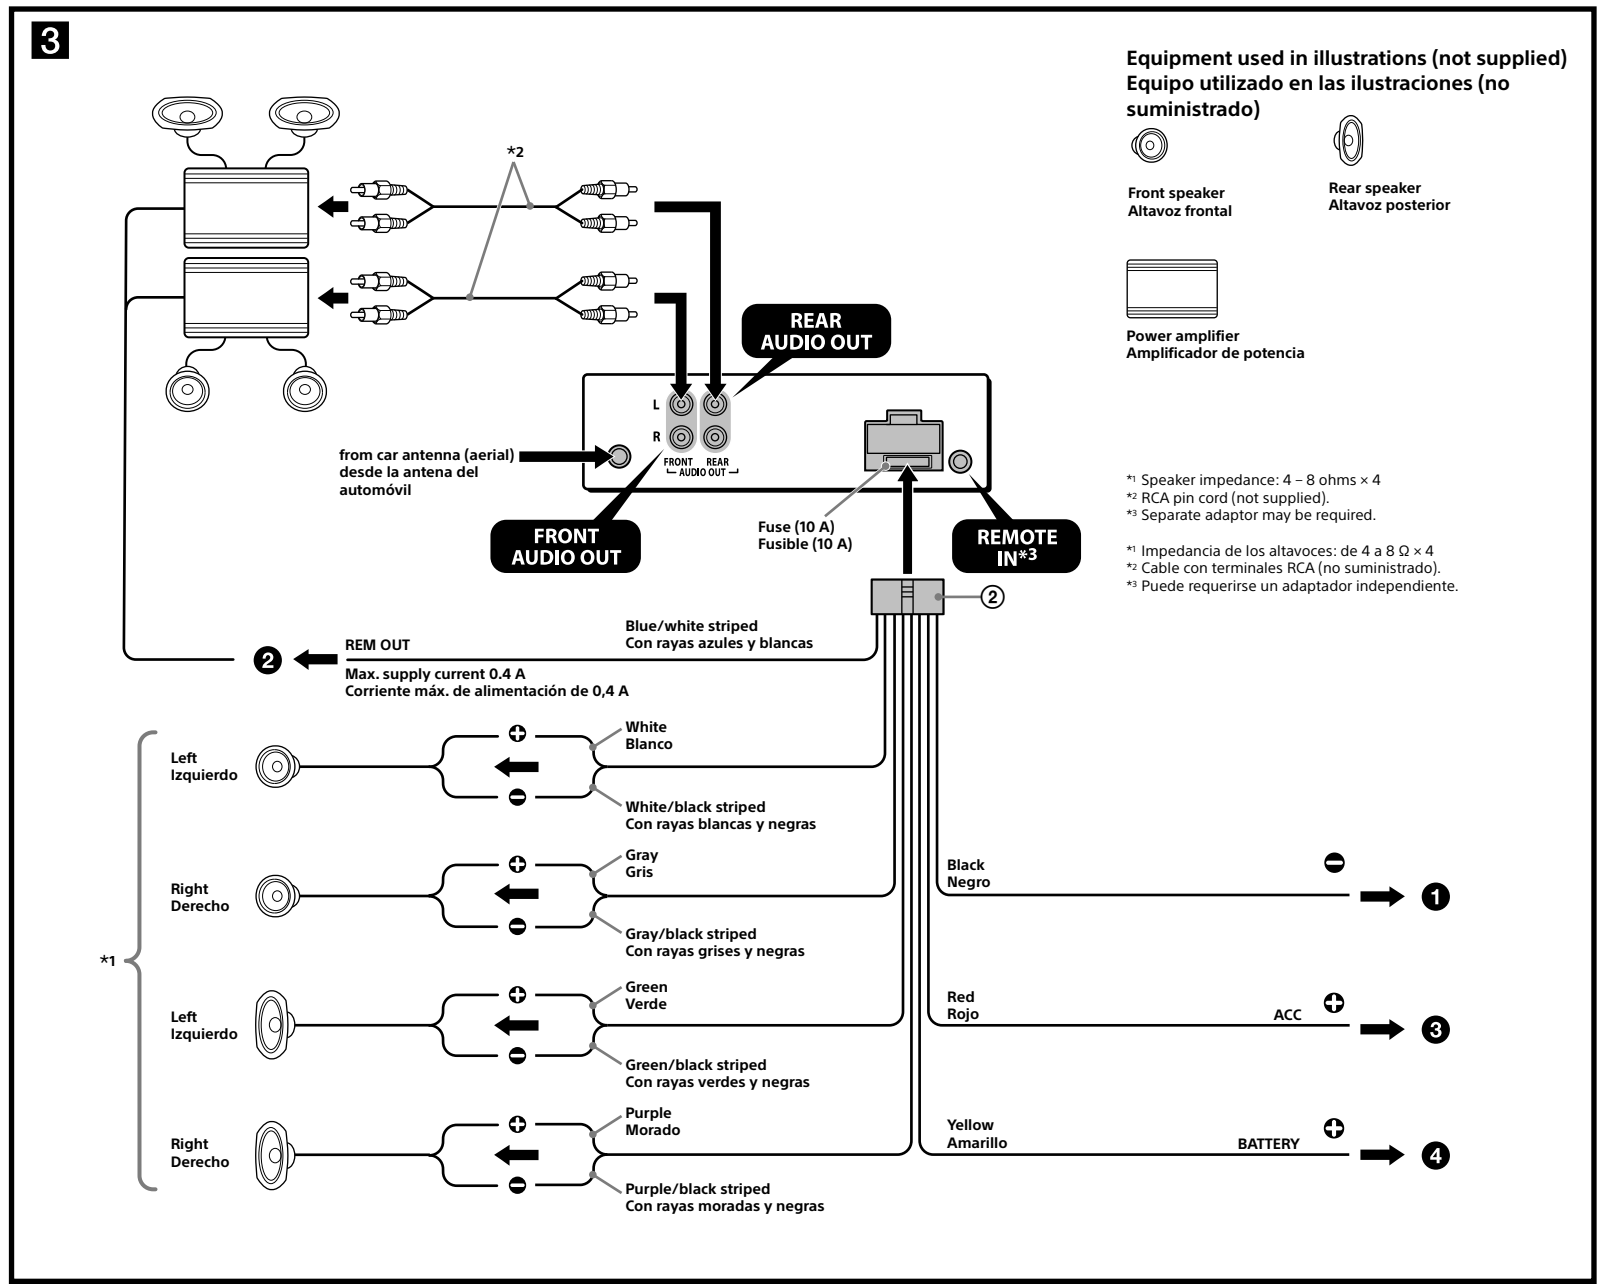 3
Equipment used in illustrations (not supplied)
Equipo utilizado en las ilustraciones (no
suministrado)
Front speaker
Altavoz frontal
Rear speaker
Altavoz posterior
Power amplifier
Amplificador de potencia
*2
REAR
AUDIO OUT
L
R
FRONT REAR
AUDIO OUT
from car antenna (aerial)
desde la antena del
automóvil
FRONT
AUDIO OUT
Fuse (10 A)
Fusible (10 A)
REMOTE
IN*3
*1 Speaker impedance: 4 – 8 ohms × 4
*2 RCA pin cord (not supplied).
*3 Separate adaptor may be required.
*1 Impedancia de los altavoces: de 4 a 8 Ω × 4
*2 Cable con terminales RCA (no suministrado).
*3 Puede requerirse un adaptador independiente.
②
Blue/white striped
Con rayas azules y blancas
❷
REM OUT
Max. supply current 0.4 A
Corriente máx. de alimentación de 0,4 A
*1
Left
Izquierdo
White
Blanco
White/black striped
Con rayas blancas y negras
Right
Derecho
Gray
Gris
Gray/black striped
Con rayas grises y negras
Left
Izquierdo
Green
Verde
Green/black striped
Con rayas verdes y negras
Right
Derecho
Purple
Morado
Purple/black striped
Con rayas moradas y negras
Black
Negro
❶
Red
Rojo
ACC
❸
Yellow
Amarillo
BATTERY
❹